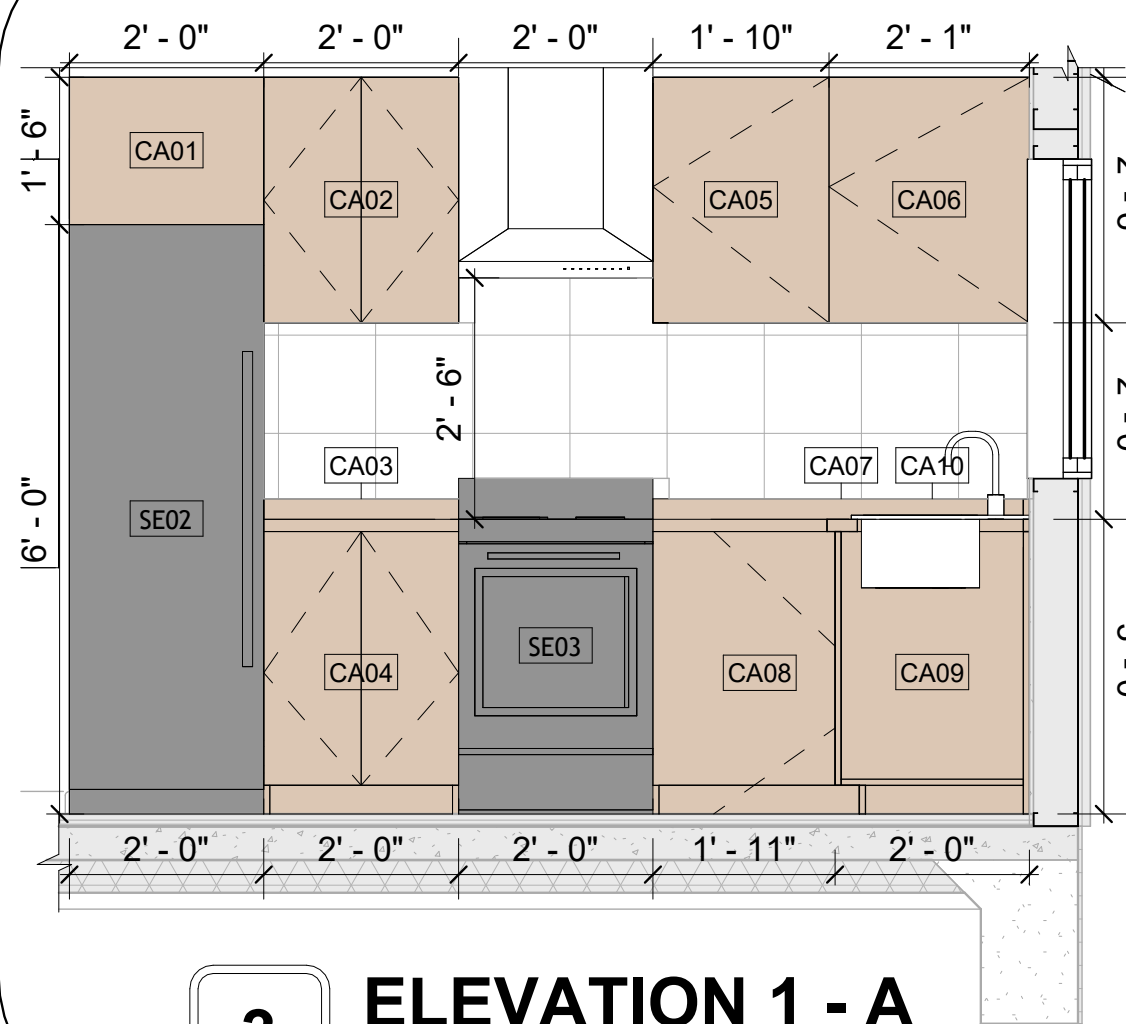 2' - 0" 2' - 0" 2' - 0" 1' - 10" 2' - 1"
1' - 6"
CA01
CA02
CA05
CA06
2' - 6"
CA03
CA07
CA10
6' - 0"
SE02
SE03
CA04
CA08
CA09
2' - 0" 2' - 0" 2' - 0" 1' - 11" 2' - 0"
ELEVATION 1 - A